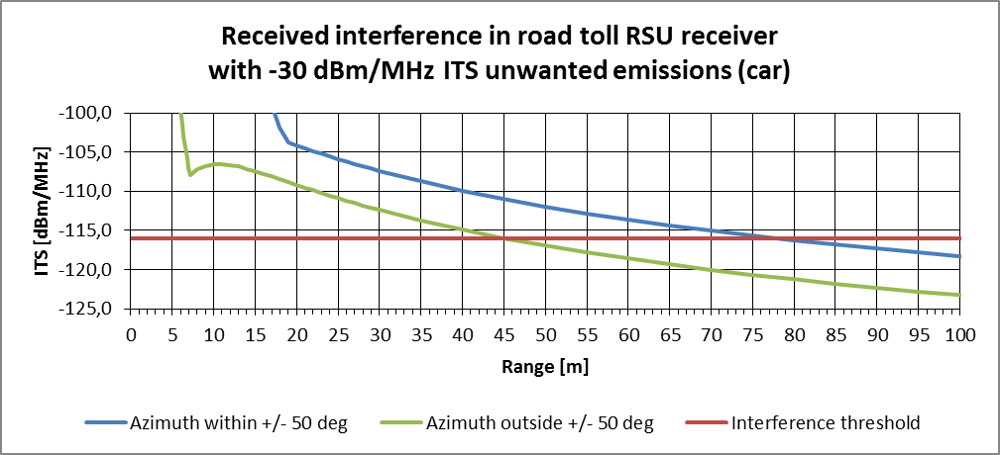 Received interference in road toll RSU receiver
with -30 dBm/MHz ITS unwanted emissions (car)
ITS [dBm/MHz]
-100,0
-105,0
-110,0
-115,0
-120,0
-125,0
0 5 10 15 20 25 30 35 40 45 50 55 60 65 70 75 80 85 90 95 100
Range [m]
Azimuth within +/- 50 deg Azimuth outside +/- 50 deg Interference threshold